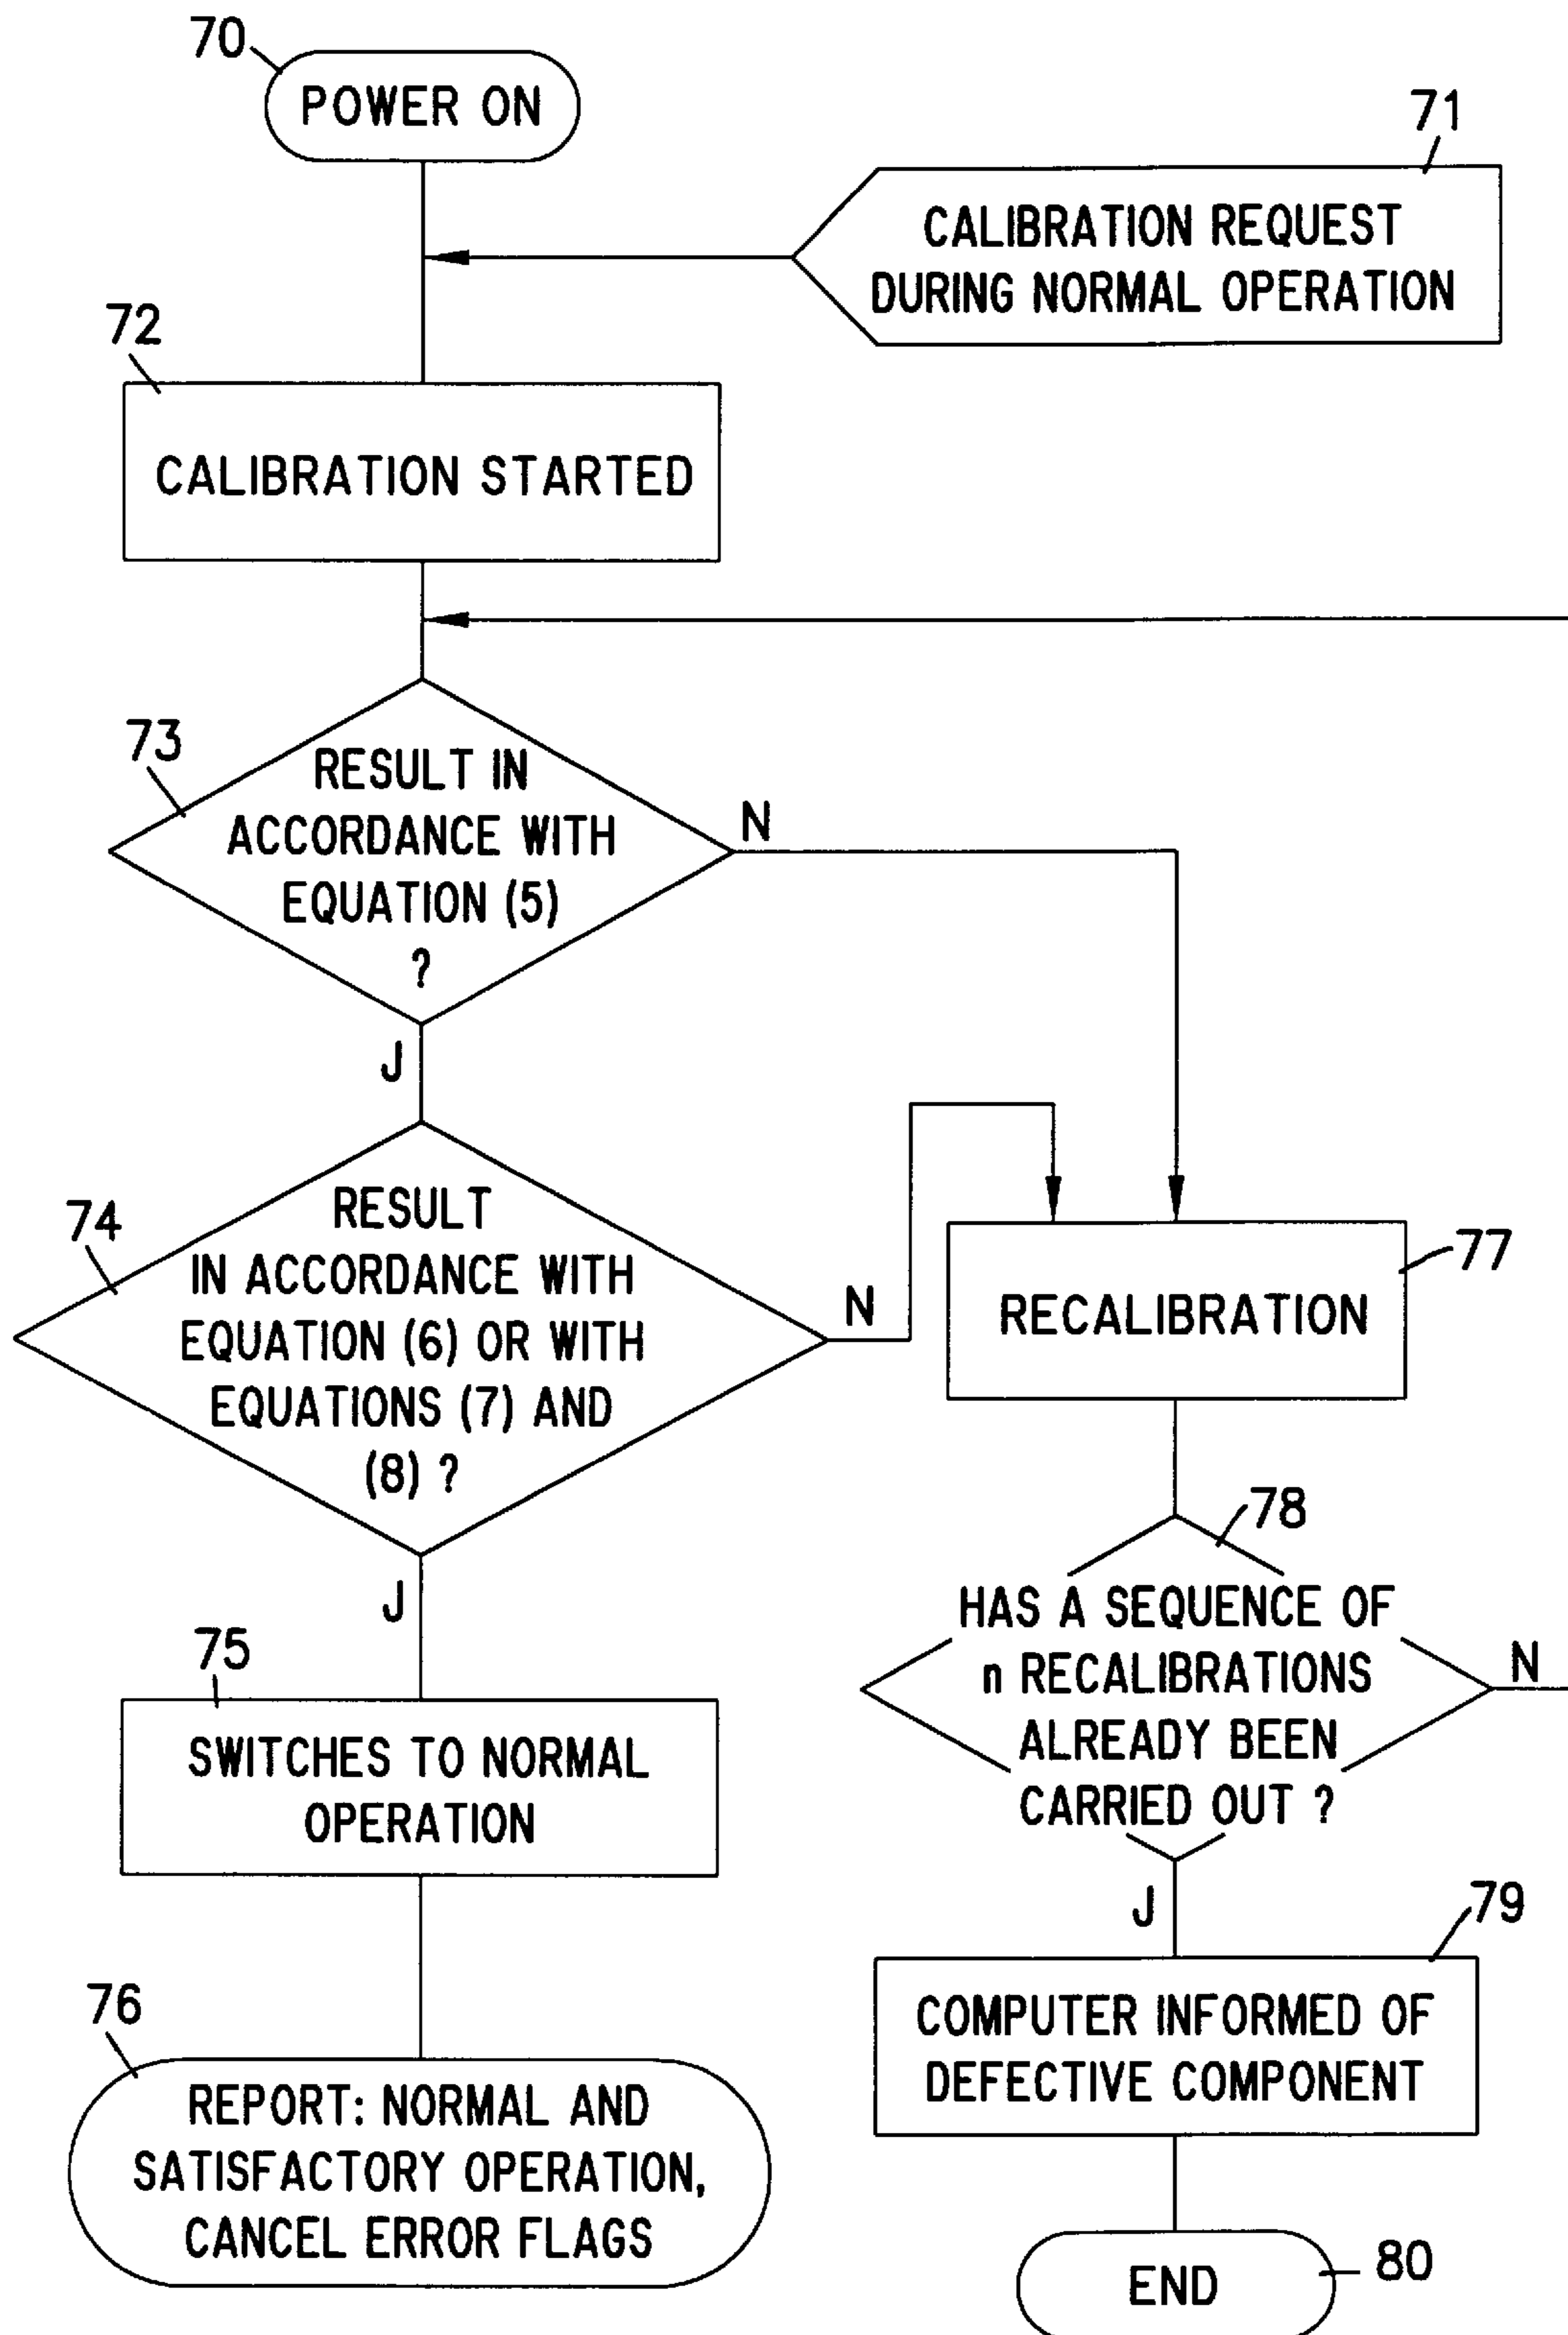 70
POWER ON
71
CALIBRATION REQUEST
DURING NORMAL OPERATION
72
CALIBRATION STARTED
73
RESULT IN
ACCORDANCE WITH
EQUATION (5)
?
N
J
74
RESULT
IN ACCORDANCE WITH
EQUATION (6) OR WITH
EQUATIONS (7) AND
(8) ?
N
J
77
RECALIBRATION
78
HAS A SEQUENCE OF
n RECALIBRATIONS
ALREADY BEEN
CARRIED OUT ?
N
J
75
SWITCHES TO NORMAL
OPERATION
79
COMPUTER INFORMED OF
DEFECTIVE COMPONENT
76
REPORT: NORMAL AND
SATISFACTORY OPERATION,
CANCEL ERROR FLAGS
80
END